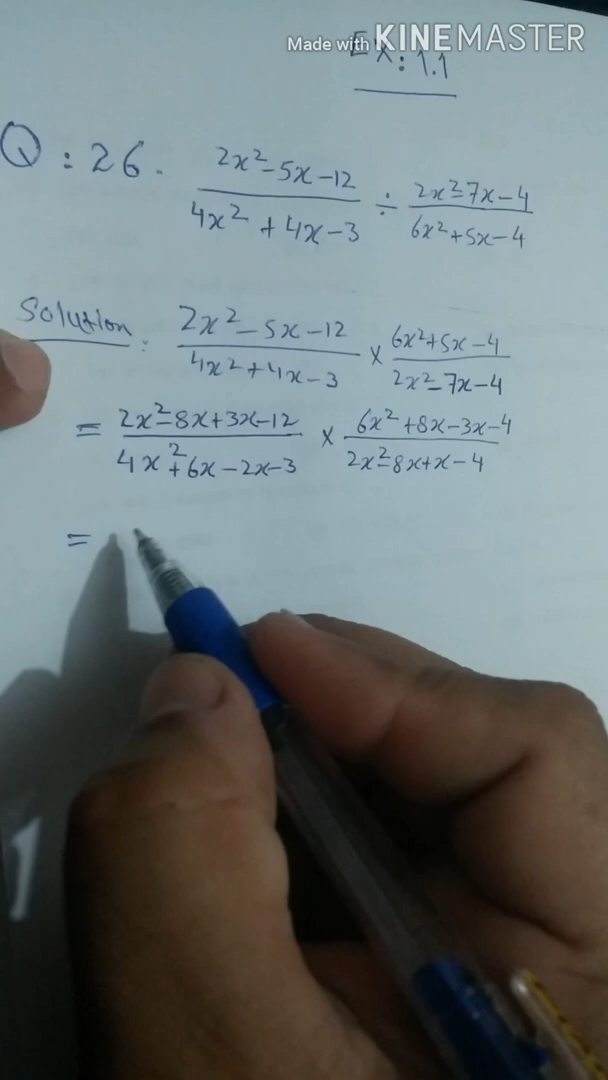 Made with KINEMASTER
EX: 1.1
Q: 26. (2x²-5x-12)/(4x²+4x-3) ÷ (2x²-7x-4)/(6x²+5x-4)
Solution: (2x²-5x-12)/(4x²+4x-3) × (6x²+5x-4)/(2x²-7x-4)
= (2x²-8x+3x-12)/(4x²+6x-2x-3) × (6x²+8x-3x-4)/(2x²-8x+x-4)
=